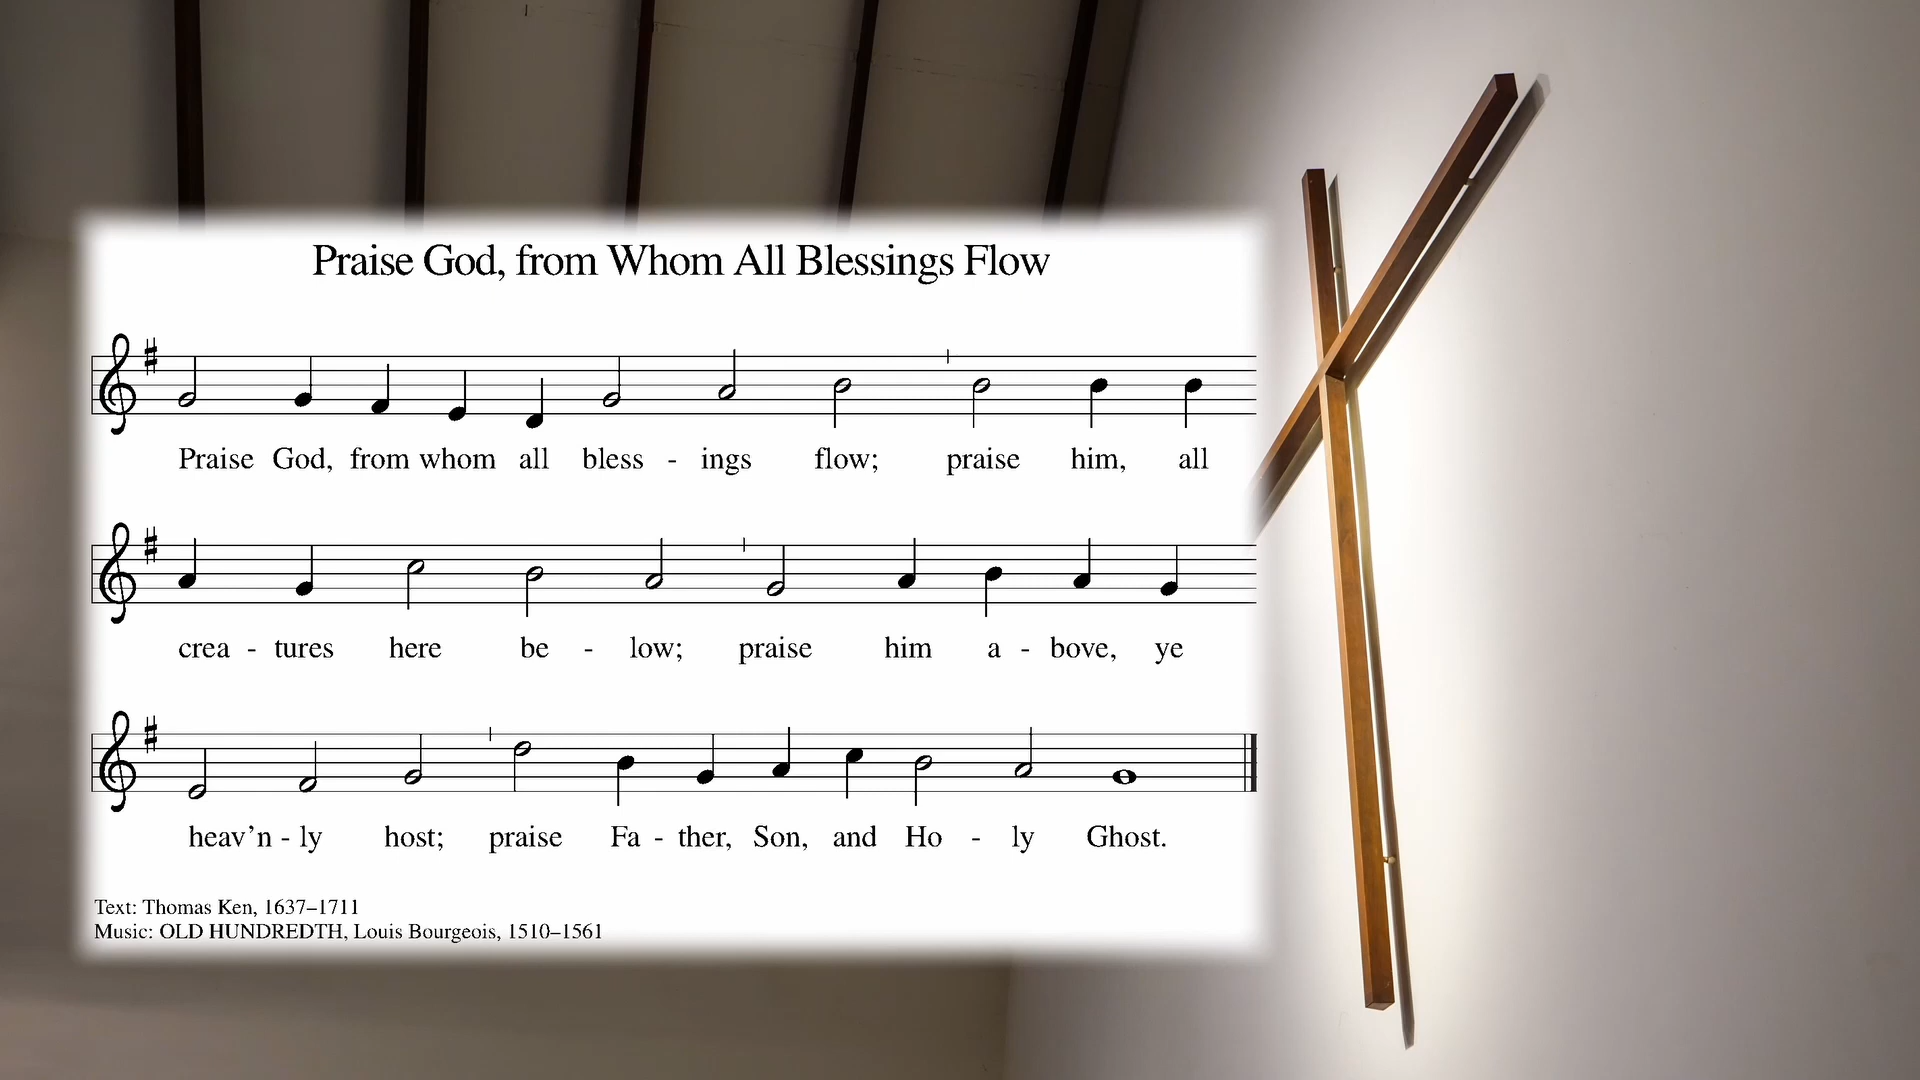 Praise God, from Whom All Blessings Flow
Praise God, from whom all bless - ings flow; praise him, all
crea - tures here be - low; praise him a - bove, ye
heav’n - ly host; praise Fa - ther, Son, and Ho - ly Ghost.
Text: Thomas Ken, 1637–1711
Music: OLD HUNDREDTH, Louis Bourgeois, 1510–1561